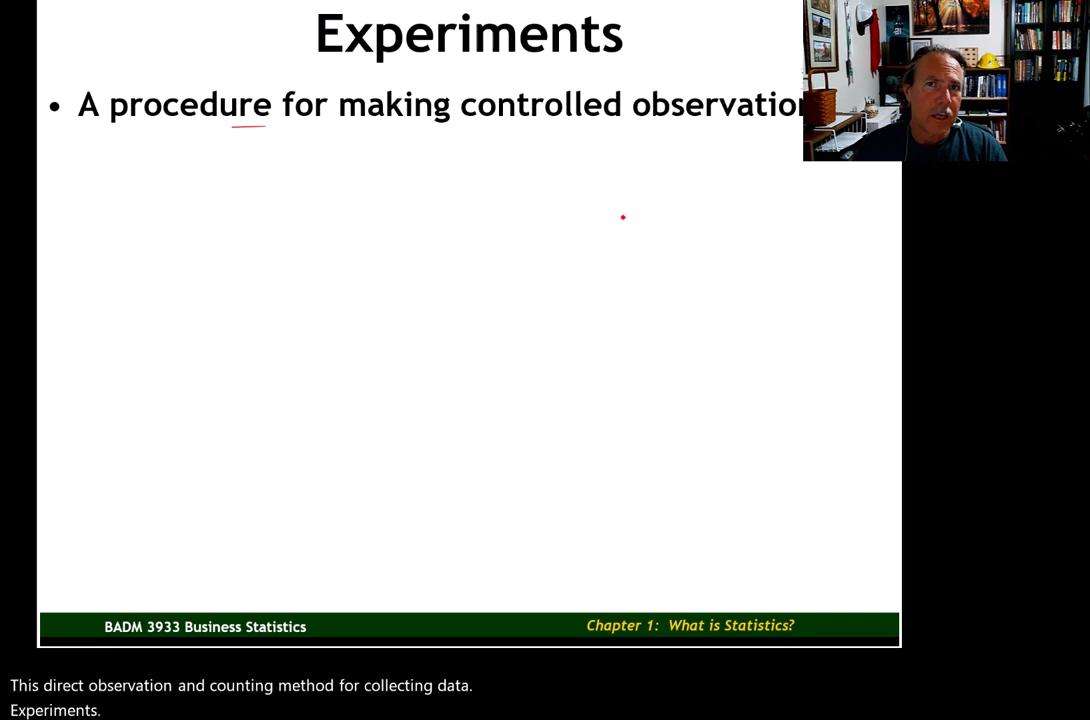 Experiments
• A procedure for making controlled observation
BADM 3933 Business Statistics
Chapter 1: What is Statistics?
This direct observation and counting method for collecting data.
Experiments.